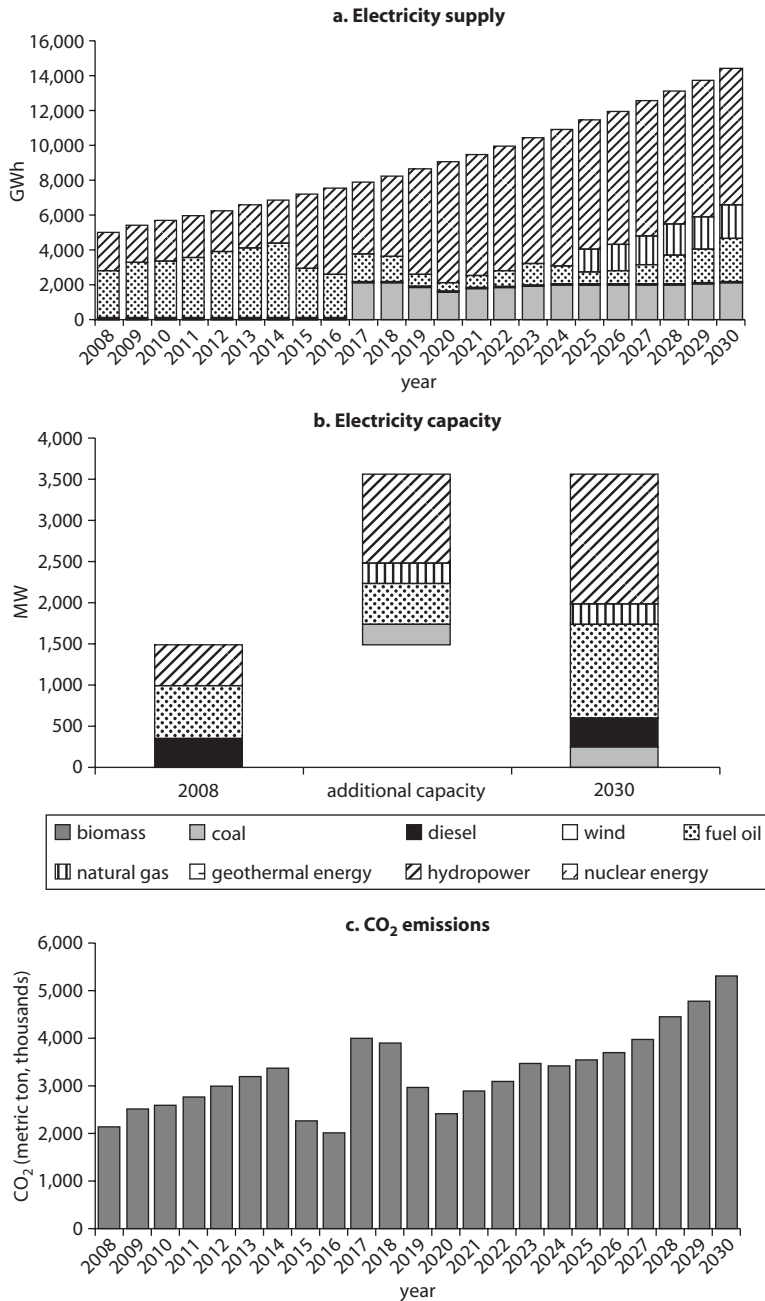 a. Electricity supply
16,000
14,000
12,000
10,000
8,000
6,000
4,000
2,000
0
GWh
2008 2009 2010 2011 2012 2013 2014 2015 2016 2017 2018 2019 2020 2021 2022 2023 2024 2025 2026 2027 2028 2029 2030
year
b. Electricity capacity
4,000
3,500
3,000
2,500
2,000
1,500
1,000
500
0
MW
2008 additional capacity 2030
biomass coal diesel wind fuel oil
natural gas geothermal energy hydropower nuclear energy
c. CO₂ emissions
6,000
5,000
4,000
3,000
2,000
1,000
0
CO₂ (metric ton, thousands)
2008 2009 2010 2011 2012 2013 2014 2015 2016 2017 2018 2019 2020 2021 2022 2023 2024 2025 2026 2027 2028 2029 2030
year